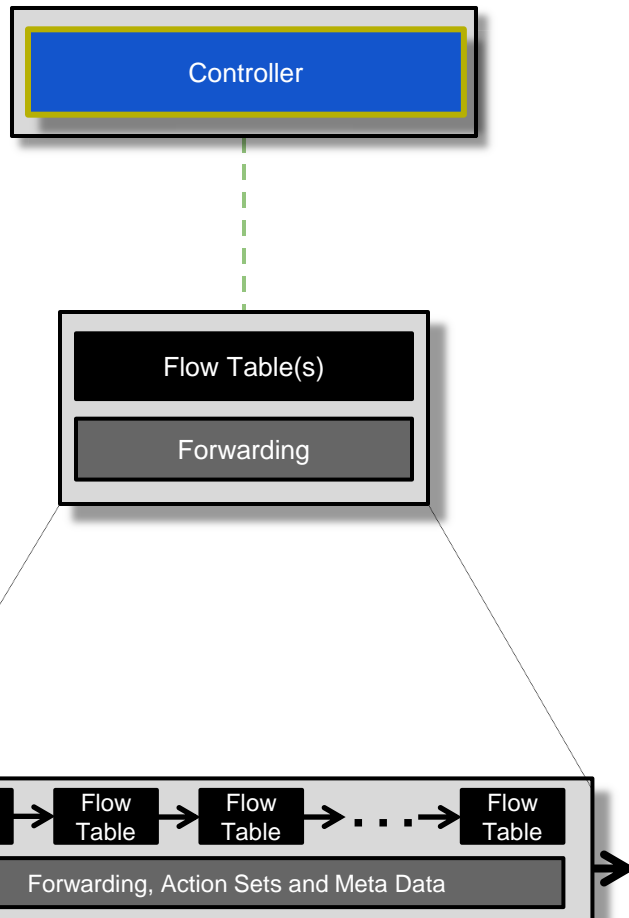 Controller
Flow Table(s)
Forwarding
Flow Table
Flow Table
. . .
Flow Table
Forwarding, Action Sets and Meta Data